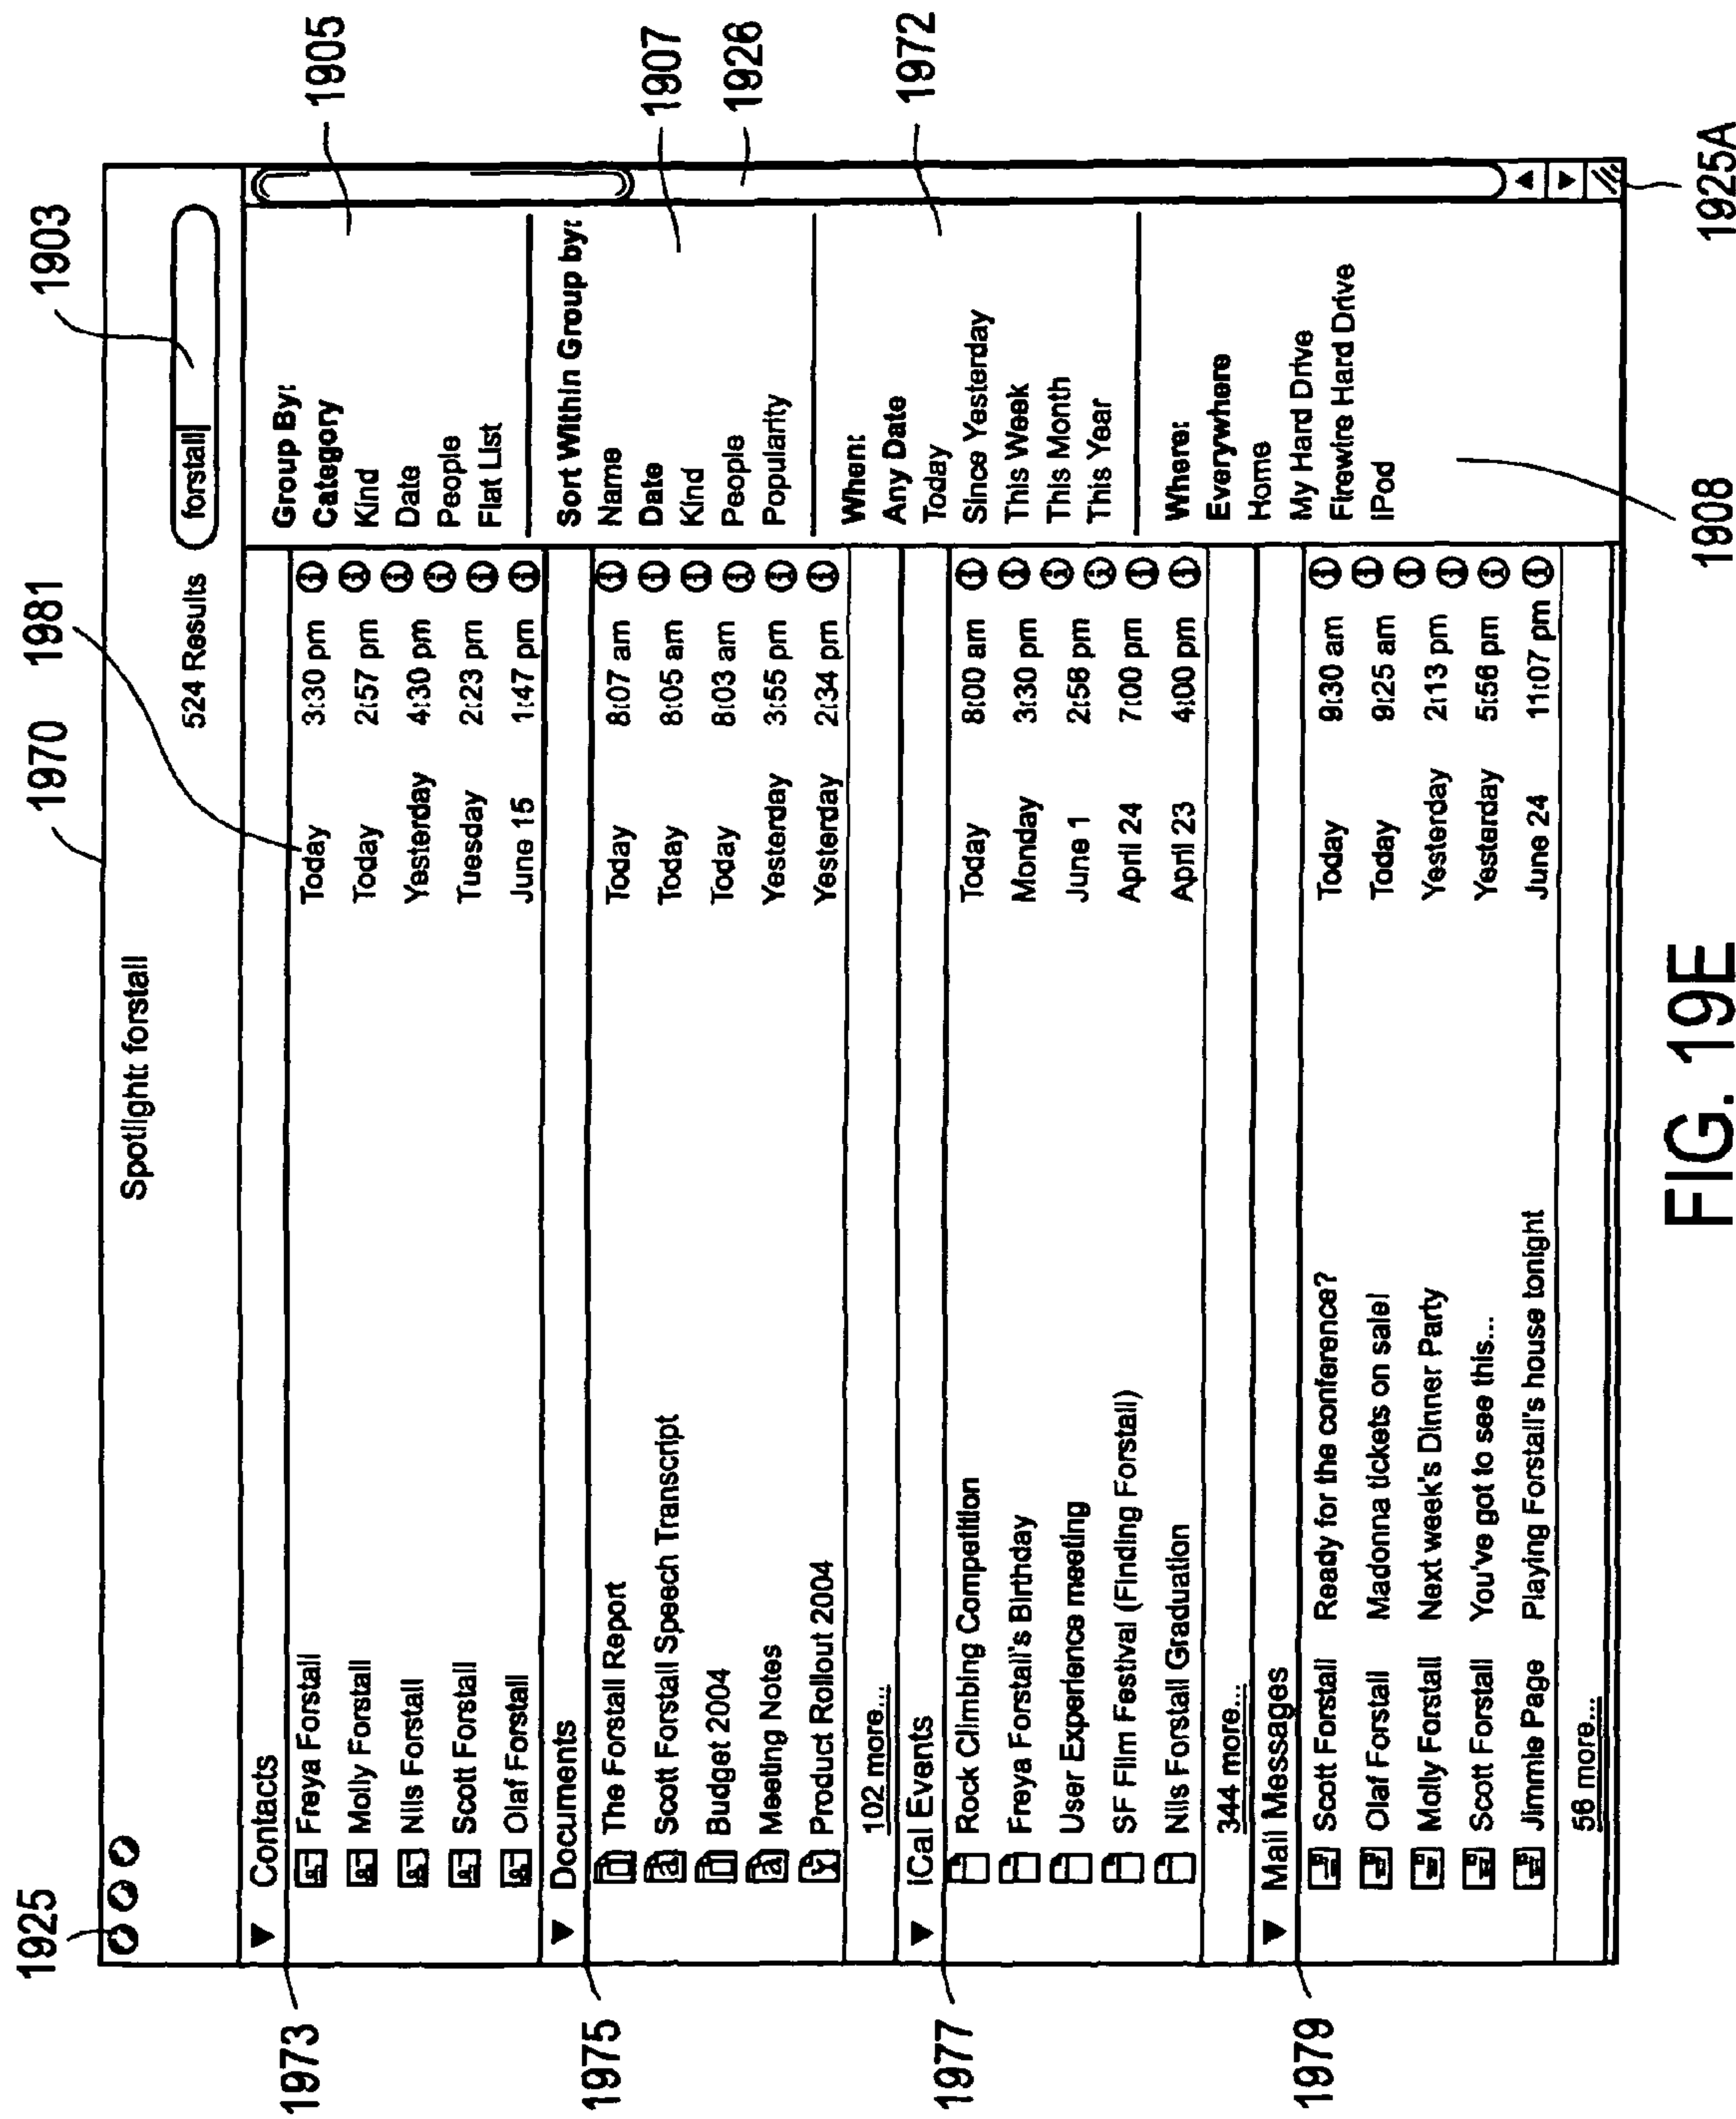 1925
1970
1981
1903
Spotlight: forstall
524 Results
forstall
1905
1907
1926
1972
1973
Contacts
Freya Forstall Today 3:30 pm
Molly Forstall Today 2:57 pm
Nils Forstall Yesterday 4:30 pm
Scott Forstall Tuesday 2:23 pm
Olaf Forstall June 15 1:47 pm
1975
Documents
The Forstall Report Today 8:07 am
Scott Forstall Speech Transcript Today 8:05 am
Budget 2004 Today 8:03 am
Meeting Notes Yesterday 3:55 pm
Product Rollout 2004 Yesterday 2:34 pm
102 more...
1977
iCal Events
Rock Climbing Competition Today 8:00 am
Freya Forstall's Birthday Monday 3:30 pm
User Experience meeting June 1 2:58 pm
SF Film Festival (Finding Forstall) April 24 7:00 pm
Nils Forstall Graduation April 23 4:00 pm
344 more...
1979
Mail Messages
Scott Forstall Ready for the conference? Today 9:30 am
Olaf Forstall Madonna tickets on sale! Today 9:25 am
Molly Forstall Next week's Dinner Party Yesterday 2:13 pm
Scott Forstall You've got to see this... Yesterday 5:56 pm
Jimmie Page Playing Forstall's house tonight June 24 11:07 pm
56 more...
Group By:
Category
Kind
Date
People
Flat List
Sort Within Group by:
Name
Date
Kind
People
Popularity
When:
Any Date
Today
Since Yesterday
This Week
This Month
This Year
Where:
Everywhere
Home
My Hard Drive
Firewire Hard Drive
iPod
1908
1925A
FIG. 19E